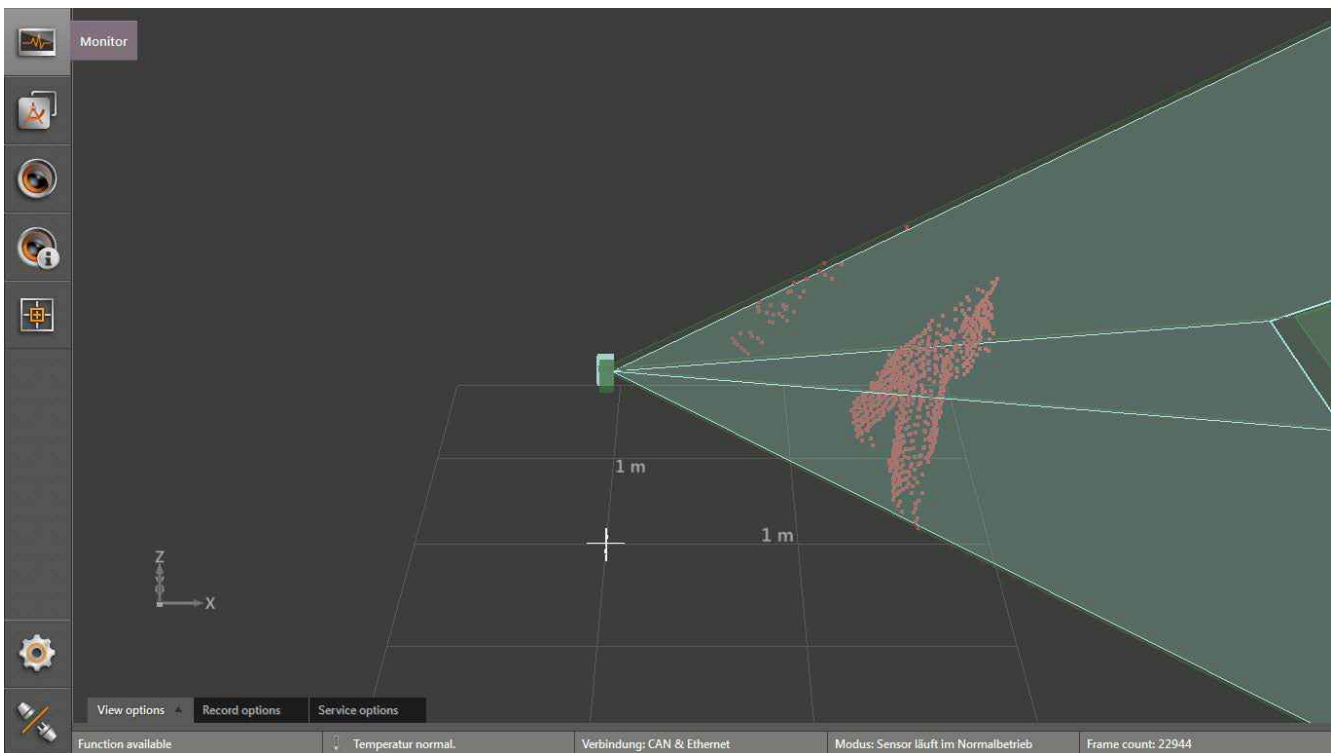 Monitor
1 m
1 m
Z
X
View options
Record options
Service options
Function available
Temperatur normal.
Verbindung: CAN & Ethernet
Modus: Sensor läuft im Normalbetrieb
Frame count: 22944